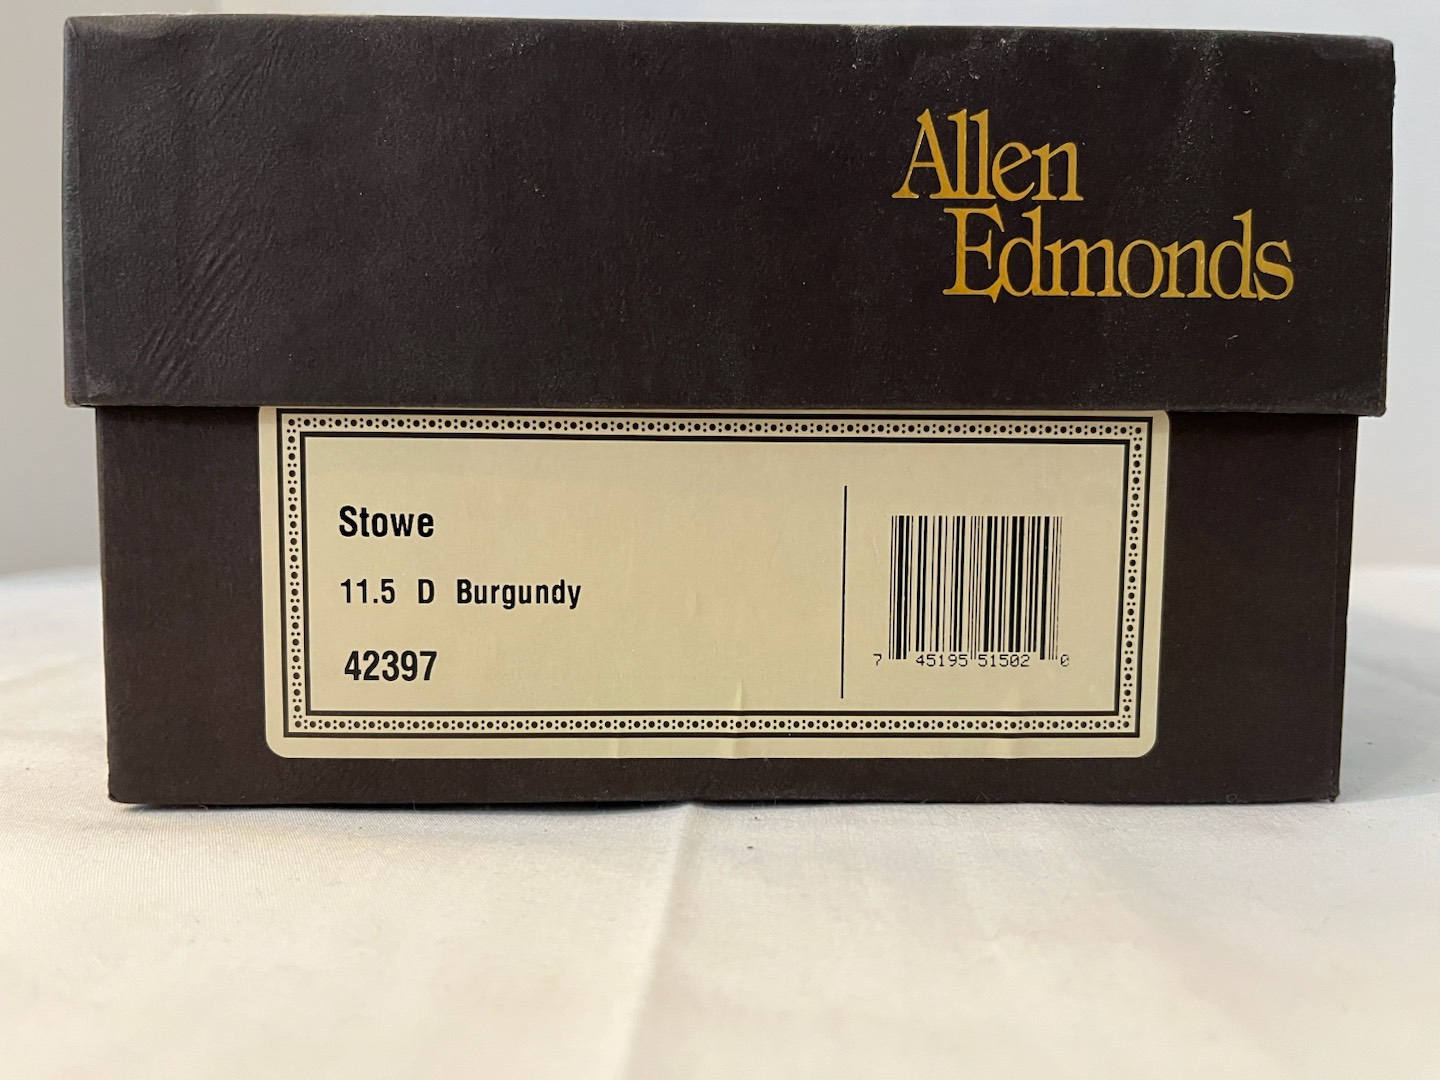 Allen
Edmonds
Stowe
11.5 D Burgundy
42397
7 45195 51502 0